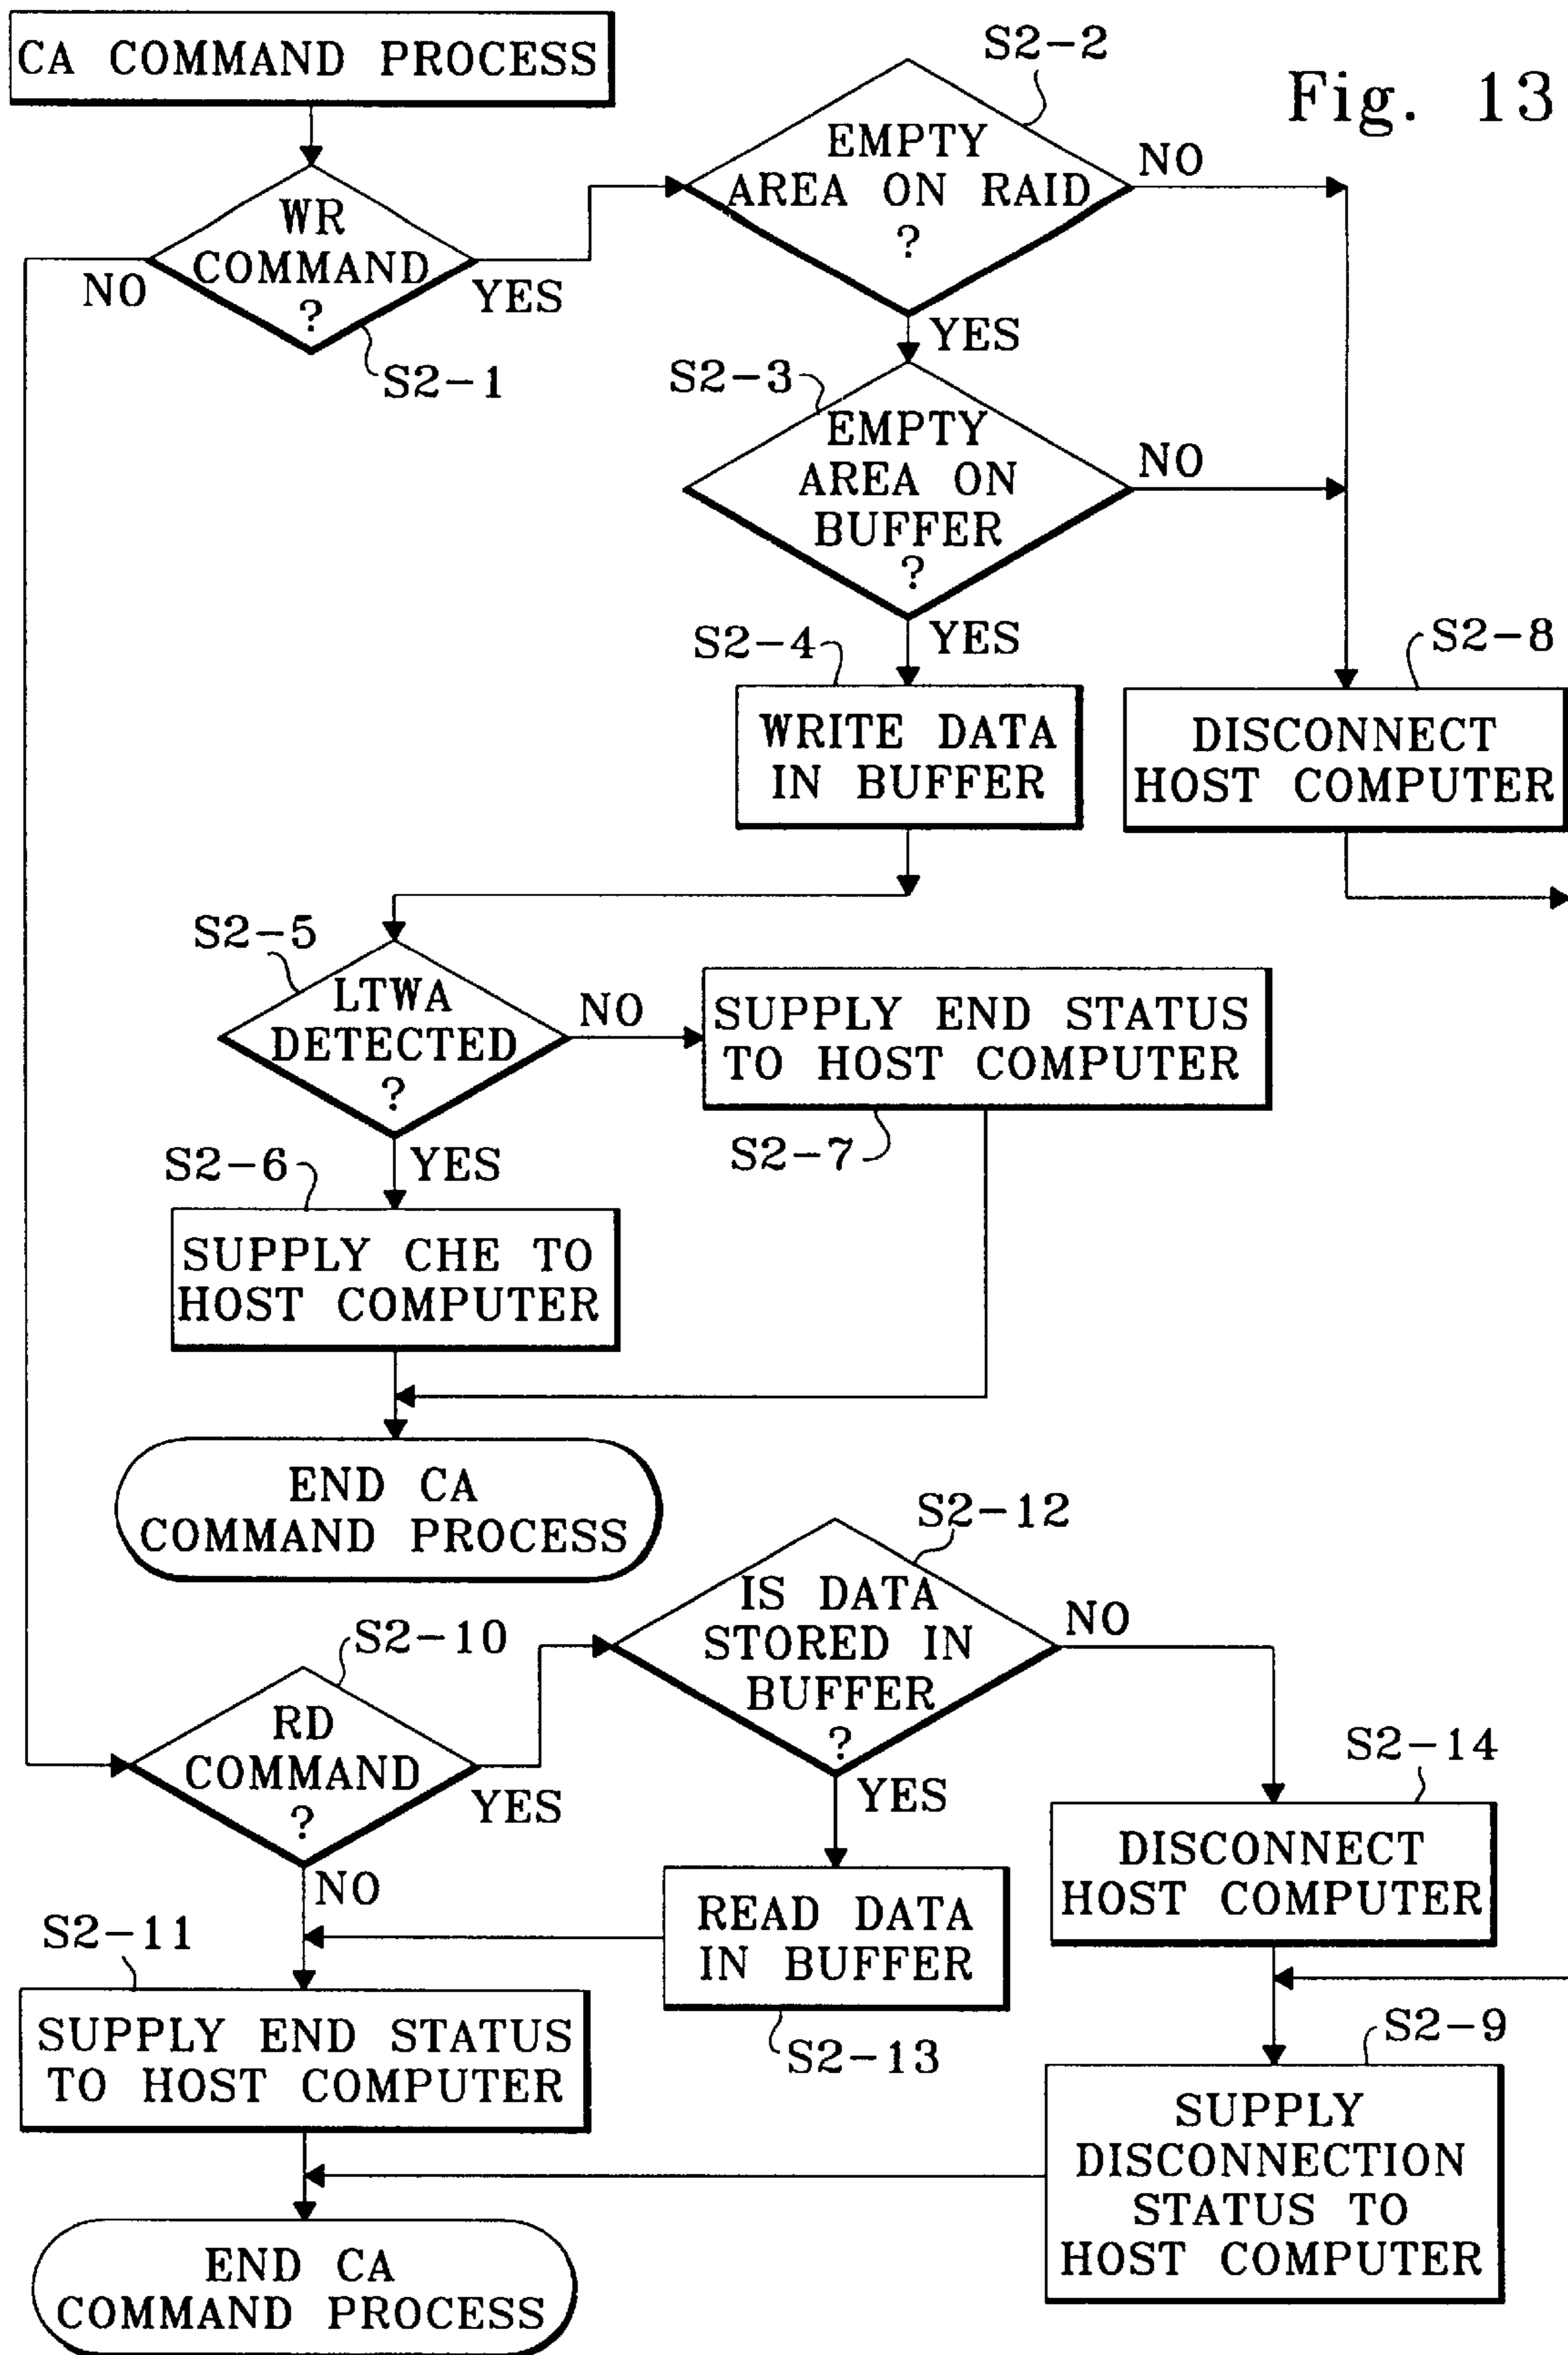 CA COMMAND PROCESS
Fig. 13
S2-2
EMPTY
AREA ON RAID
?
NO
YES
WR
COMMAND
?
NO
YES
S2-1
S2-3
EMPTY
AREA ON
BUFFER
?
NO
YES
S2-4
WRITE DATA
IN BUFFER
S2-8
DISCONNECT
HOST COMPUTER
S2-5
LTWA
DETECTED
?
NO
YES
SUPPLY END STATUS
TO HOST COMPUTER
S2-7
S2-6
SUPPLY CHE TO
HOST COMPUTER
END CA
COMMAND PROCESS
S2-12
IS DATA
STORED IN
BUFFER
?
NO
YES
S2-10
RD
COMMAND
?
YES
NO
S2-14
DISCONNECT
HOST COMPUTER
READ DATA
IN BUFFER
S2-13
S2-11
SUPPLY END STATUS
TO HOST COMPUTER
S2-9
SUPPLY
DISCONNECTION
STATUS TO
HOST COMPUTER
END CA
COMMAND PROCESS